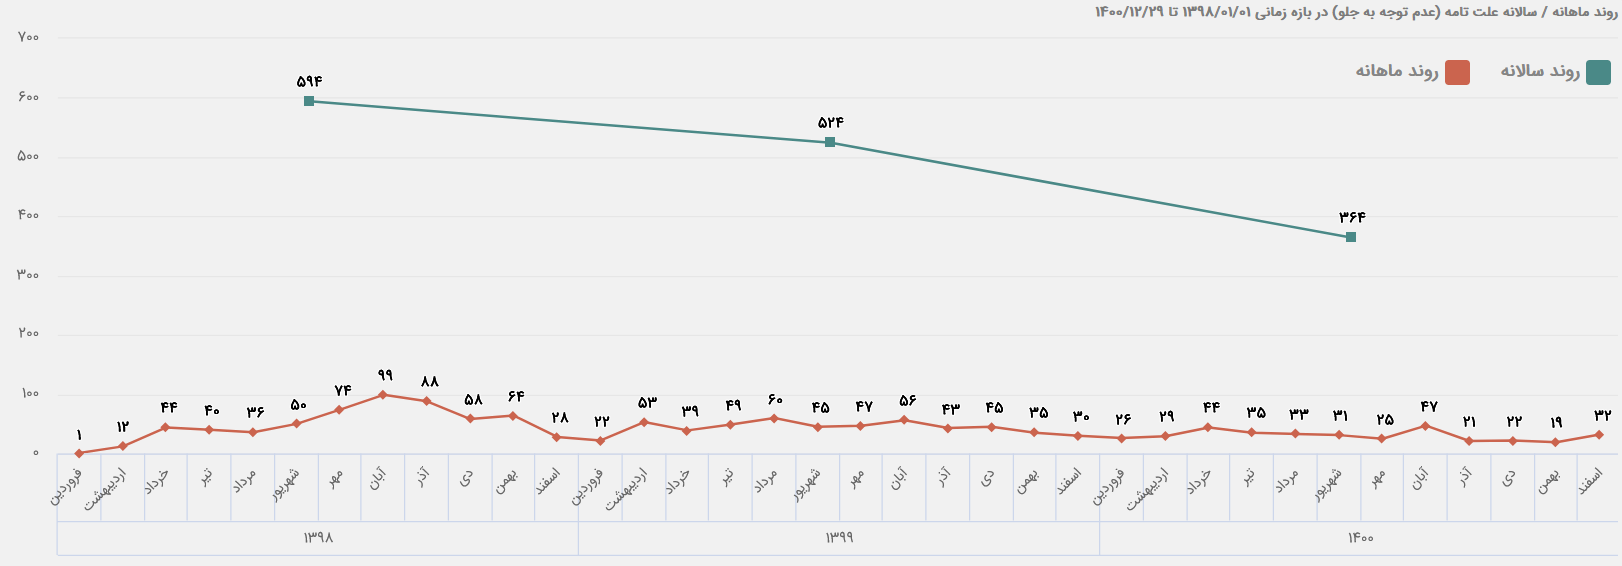 روند ماهانه / سالانه علت تامه (عدم توجه به جلو) در بازه زمانی ۱۳۹۸/۰۱/۰۱ تا ۱۴۰۰/۱۲/۲۹
روند سالانه
روند ماهانه
۷۰۰
۶۰۰
۵۰۰
۴۰۰
۳۰۰
۲۰۰
۱۰۰
۰
۵۹۴
۵۲۴
۳۶۴
۱
۱۲
۴۴
۴۰
۳۶
۵۰
۷۴
۹۹
۸۸
۵۸
۶۴
۲۸
۲۲
۵۳
۳۹
۴۹
۶۰
۴۵
۴۷
۵۶
۴۳
۴۵
۳۵
۳۰
۲۶
۲۹
۴۴
۳۵
۳۳
۳۱
۲۵
۴۷
۲۱
۲۲
۱۹
۳۲
فروردین
اردیبهشت
خرداد
تیر
مرداد
شهریور
مهر
آبان
آذر
دی
بهمن
اسفند
فروردین
اردیبهشت
خرداد
تیر
مرداد
شهریور
مهر
آبان
آذر
دی
بهمن
اسفند
فروردین
اردیبهشت
خرداد
تیر
مرداد
شهریور
مهر
آبان
آذر
دی
بهمن
اسفند
۱۳۹۸
۱۳۹۹
۱۴۰۰